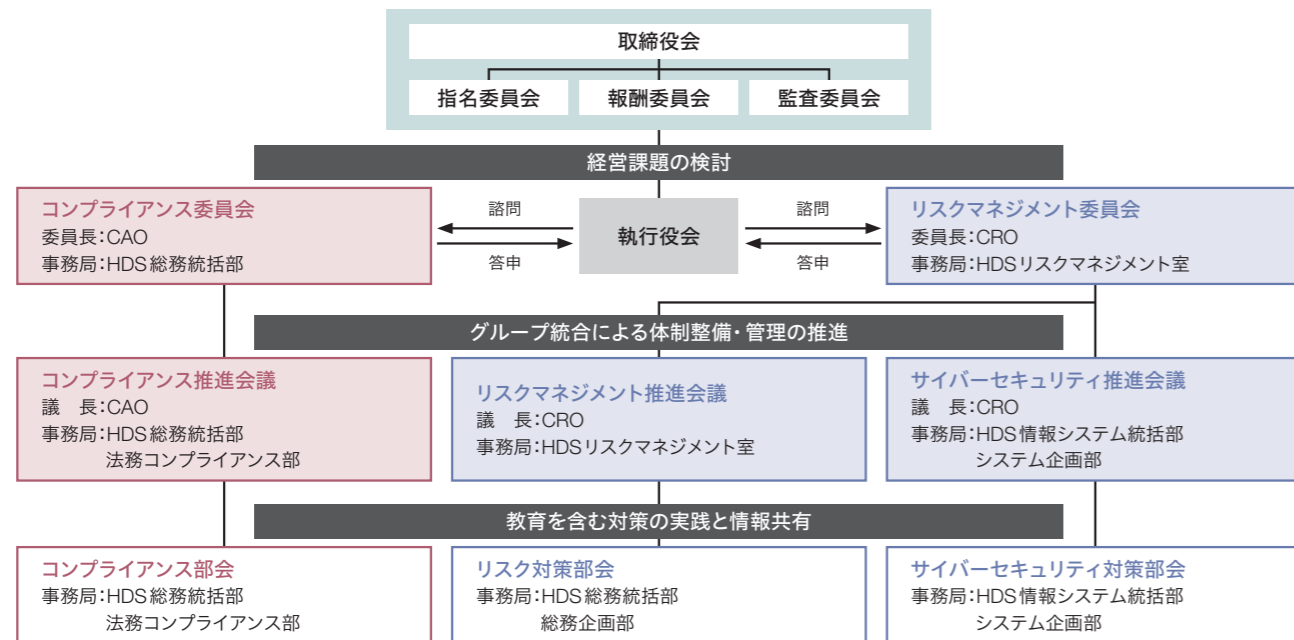 取締役会
指名委員会
報酬委員会
監査委員会
経営課題の検討
コンプライアンス委員会
委員長:CAO
事務局:HDS総務統括部
諮問
答申
執行役会
諮問
答申
リスクマネジメント委員会
委員長:CRO
事務局:HDSリスクマネジメント室
グループ統合による体制整備・管理の推進
コンプライアンス推進会議
議　長:CAO
事務局:HDS総務統括部
法務コンプライアンス部
リスクマネジメント推進会議
議　長:CRO
事務局:HDSリスクマネジメント室
サイバーセキュリティ推進会議
議　長:CRO
事務局:HDS情報システム統括部
システム企画部
教育を含む対策の実践と情報共有
コンプライアンス部会
事務局:HDS総務統括部
法務コンプライアンス部
リスク対策部会
事務局:HDS総務統括部
総務企画部
サイバーセキュリティ対策部会
事務局:HDS情報システム統括部
システム企画部